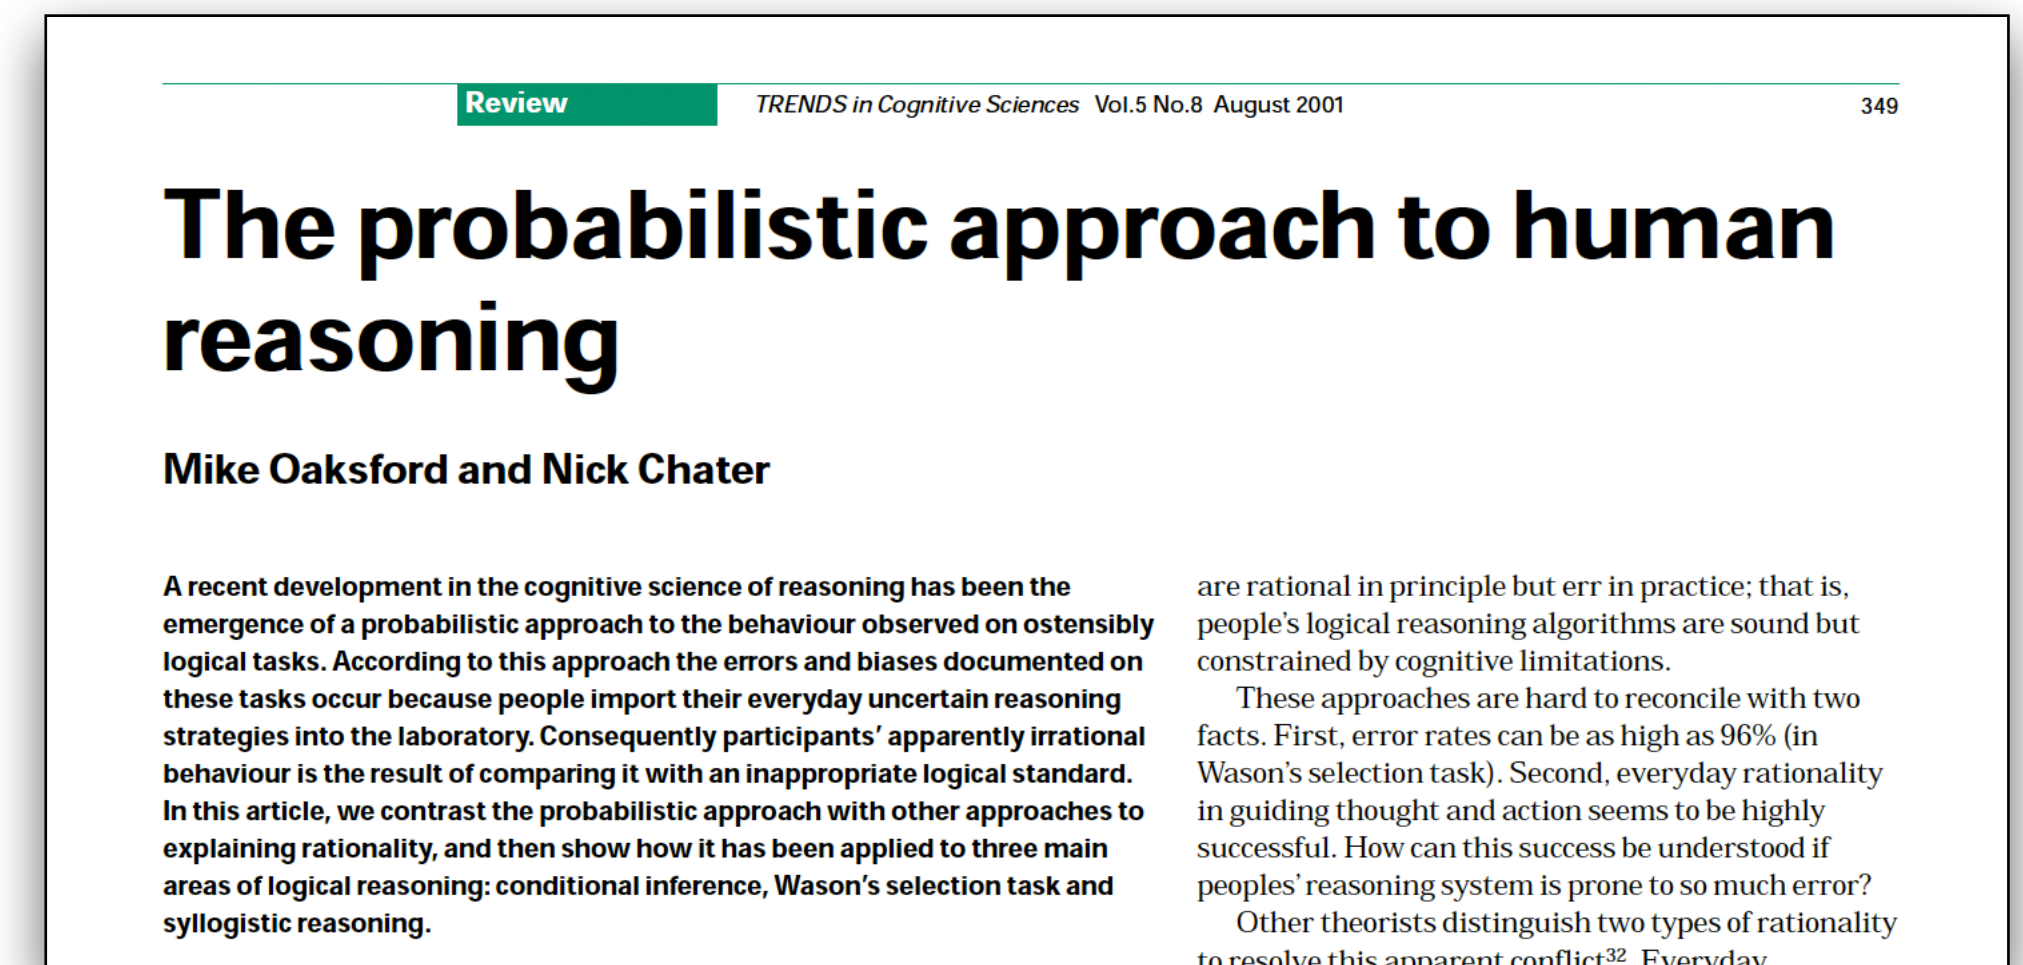 Review
TRENDS in Cognitive Sciences Vol.5 No.8 August 2001
349
The probabilistic approach to human
reasoning
Mike Oaksford and Nick Chater
A recent development in the cognitive science of reasoning has been the
emergence of a probabilistic approach to the behaviour observed on ostensibly
logical tasks. According to this approach the errors and biases documented on
these tasks occur because people import their everyday uncertain reasoning
strategies into the laboratory. Consequently participants’ apparently irrational
behaviour is the result of comparing it with an inappropriate logical standard.
In this article, we contrast the probabilistic approach with other approaches to
explaining rationality, and then show how it has been applied to three main
areas of logical reasoning: conditional inference, Wason’s selection task and
syllogistic reasoning.
are rational in principle but err in practice; that is,
people’s logical reasoning algorithms are sound but
constrained by cognitive limitations.
These approaches are hard to reconcile with two
facts. First, error rates can be as high as 96% (in
Wason’s selection task). Second, everyday rationality
in guiding thought and action seems to be highly
successful. How can this success be understood if
peoples’ reasoning system is prone to so much error?
Other theorists distinguish two types of rationality
to resolve this apparent conflict32. Everyday